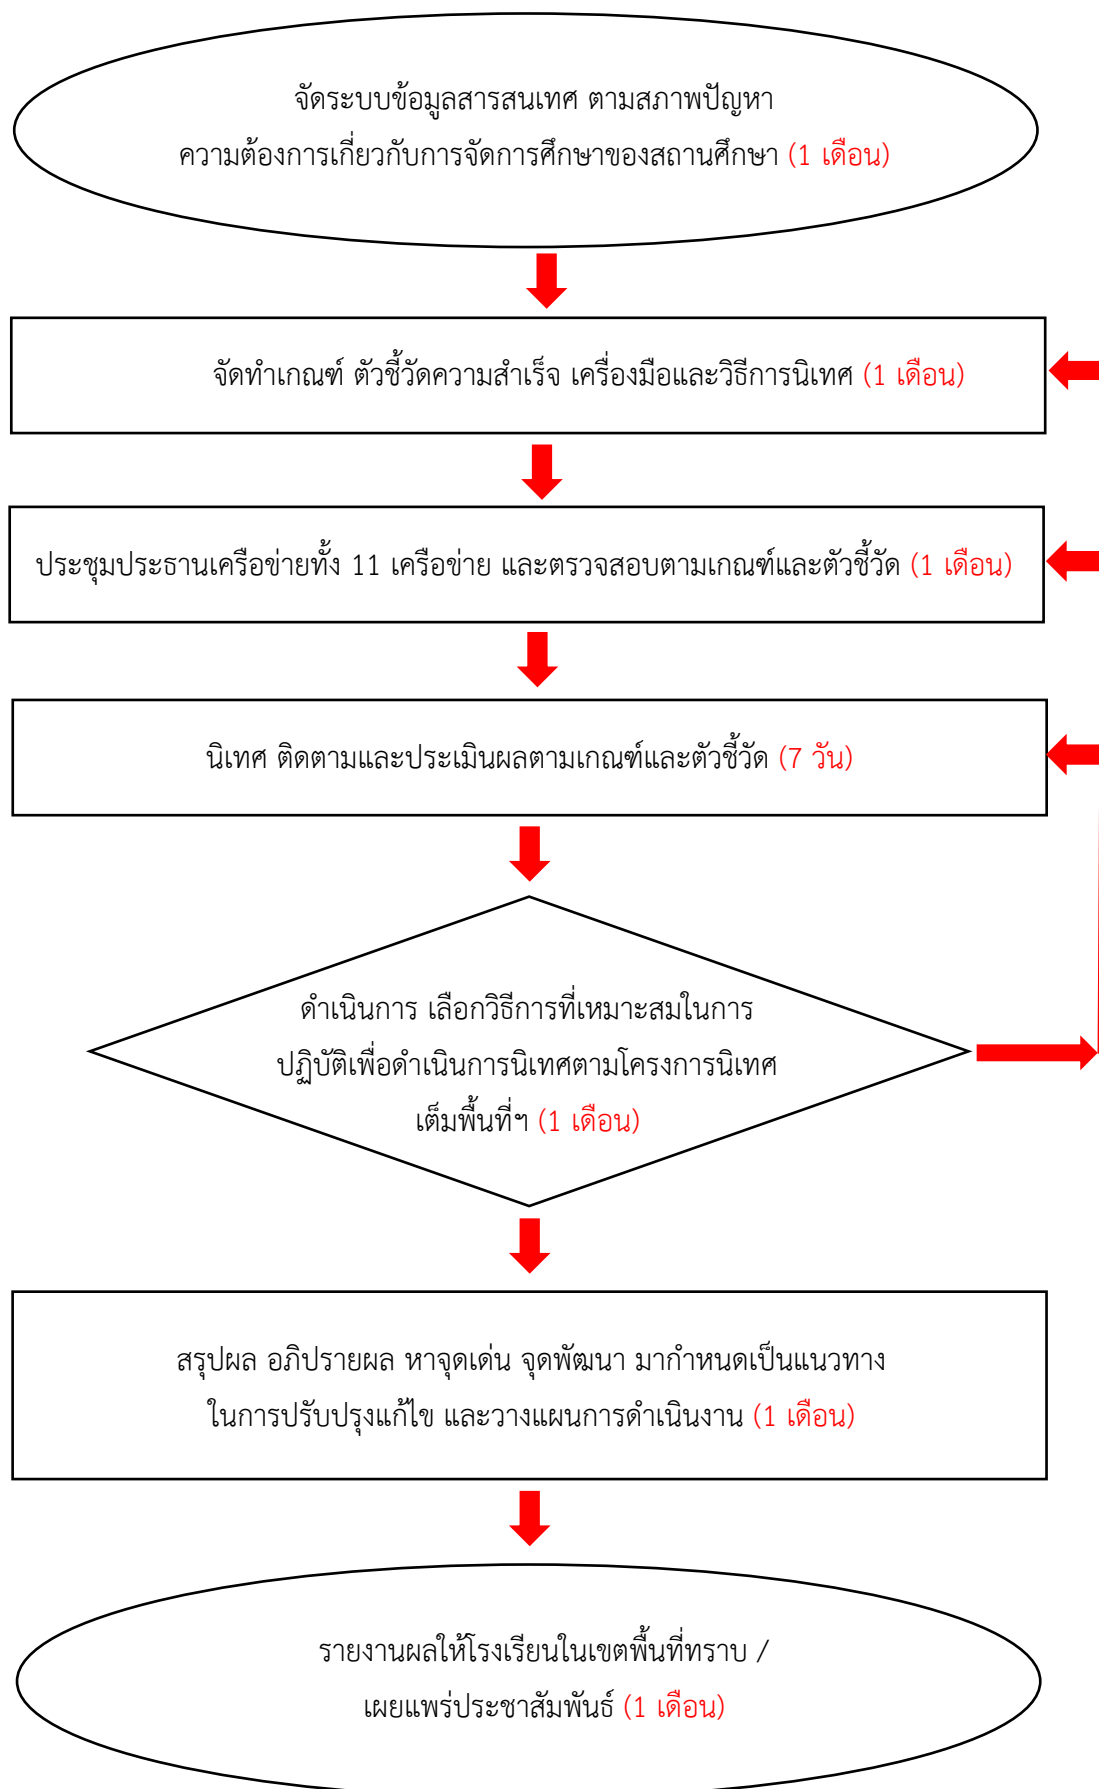 จัดระบบข้อมูลสารสนเทศ ตามสภาพปัญหา
ความต้องการเกี่ยวกับการจัดการศึกษาของสถานศึกษา (1 เดือน)
จัดทำเกณฑ์ ตัวชี้วัดความสำเร็จ เครื่องมือและวิธีการนิเทศ (1 เดือน)
ประชุมประธานเครือข่ายทั้ง 11 เครือข่าย และตรวจสอบตามเกณฑ์และตัวชี้วัด (1 เดือน)
นิเทศ ติดตามและประเมินผลตามเกณฑ์และตัวชี้วัด (7 วัน)
ดำเนินการ เลือกวิธีการที่เหมาะสมในการ
ปฏิบัติเพื่อดำเนินการนิเทศตามโครงการนิเทศ
เต็มพื้นที่ฯ (1 เดือน)
สรุปผล อภิปรายผล หาจุดเด่น จุดพัฒนา มากำหนดเป็นแนวทาง
ในการปรับปรุงแก้ไข และวางแผนการดำเนินงาน (1 เดือน)
รายงานผลให้โรงเรียนในเขตพื้นที่ทราบ /
เผยแพร่ประชาสัมพันธ์ (1 เดือน)